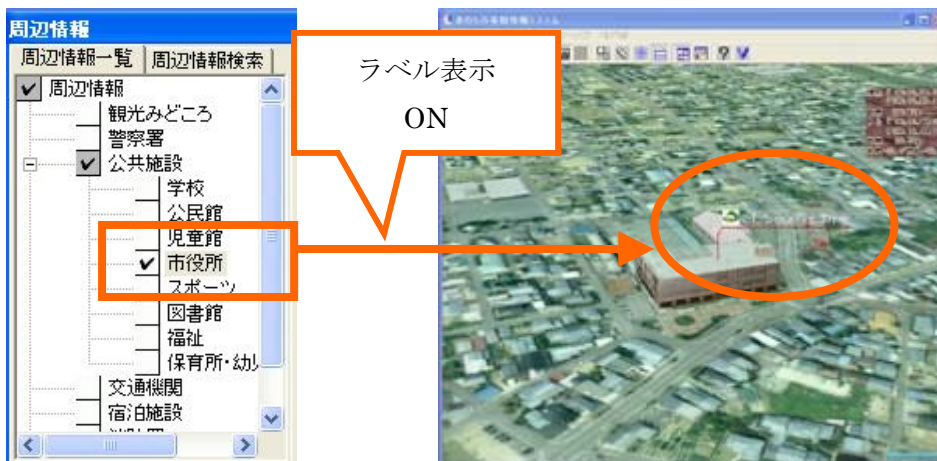 周辺情報
周辺情報一覧
周辺情報検索
周辺情報
観光みどころ
警察署
公共施設
学校
公民館
児童館
市役所
スポーツ
図書館
福祉
保育所・幼
交通機関
宿泊施設
ラベル表示
ON